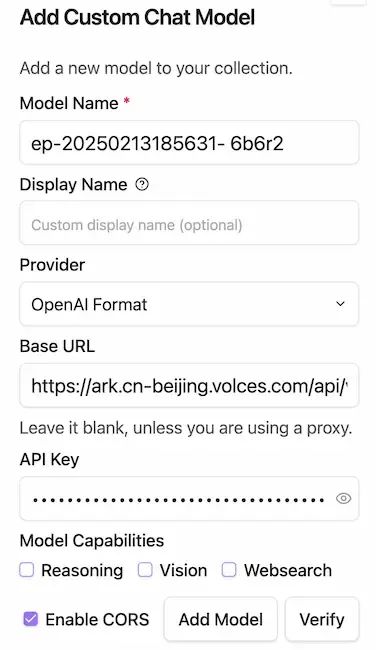 Add Custom Chat Model
Add a new model to your collection.
Model Name *
ep-20250213185631- 6b6r2
Display Name
Custom display name (optional)
Provider
OpenAI Format
Base URL
https://ark.cn-beijing.volces.com/api/
Leave it blank, unless you are using a proxy.
API Key
Model Capabilities
Reasoning Vision Websearch
Enable CORS Add Model Verify